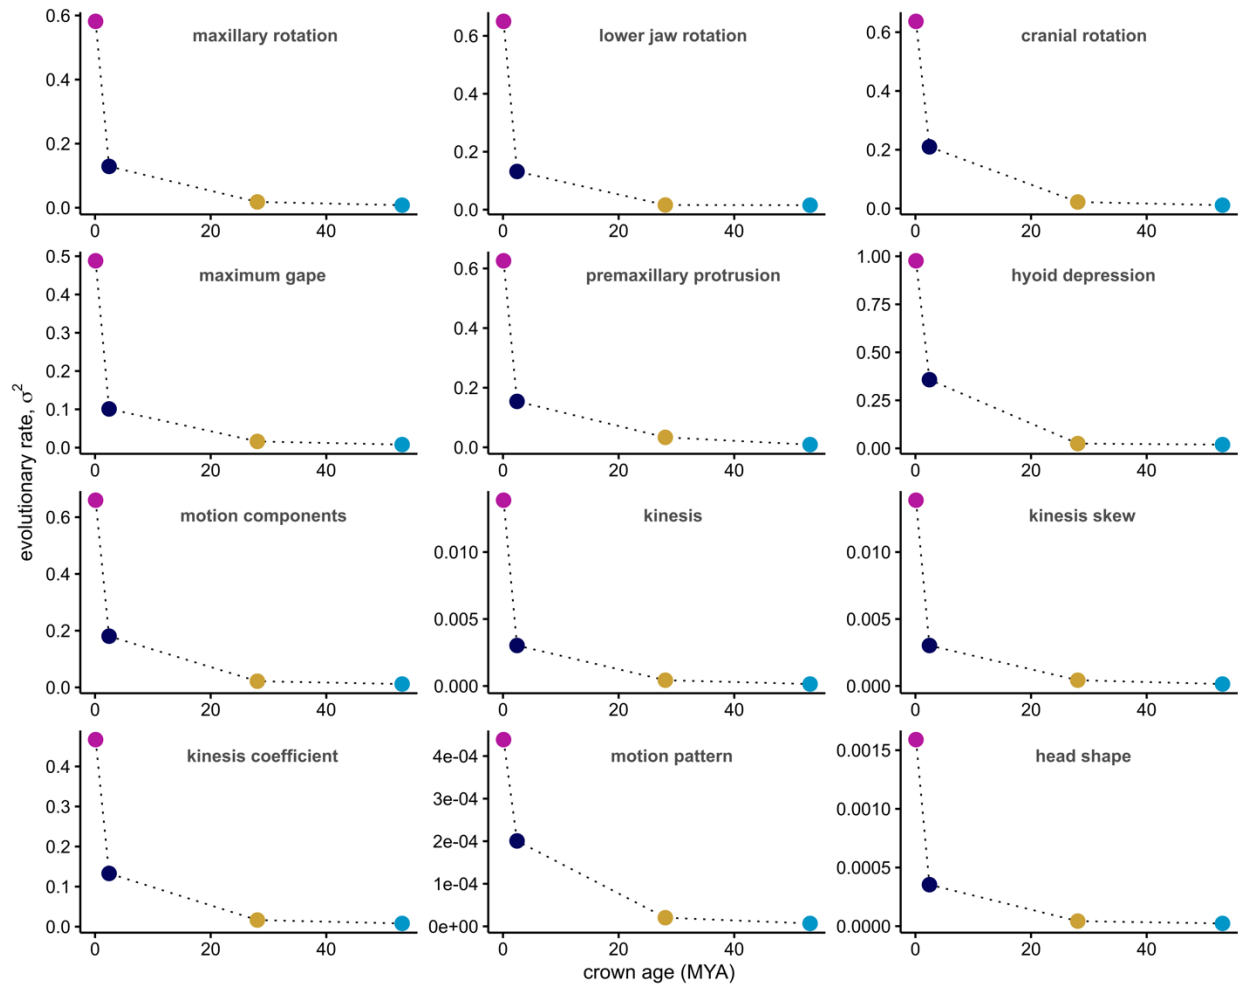 maxillary rotation
0.6
0.4
0.2
0.0
0 20 40
lower jaw rotation
0.6
0.4
0.2
0.0
0 20 40
cranial rotation
0.6
0.4
0.2
0.0
0 20 40
maximum gape
0.5
0.4
0.3
0.2
0.1
0.0
0 20 40
premaxillary protrusion
0.6
0.4
0.2
0.0
0 20 40
hyoid depression
1.00
0.75
0.50
0.25
0.00
0 20 40
evolutionary rate, σ²
motion components
0.6
0.4
0.2
0.0
0 20 40
kinesis
0.010
0.005
0.000
0 20 40
kinesis skew
0.010
0.005
0.000
0 20 40
kinesis coefficient
0.4
0.3
0.2
0.1
0.0
0 20 40
motion pattern
4e-04
3e-04
2e-04
1e-04
0e+00
0 20 40
head shape
0.0015
0.0010
0.0005
0.0000
0 20 40
crown age (MYA)